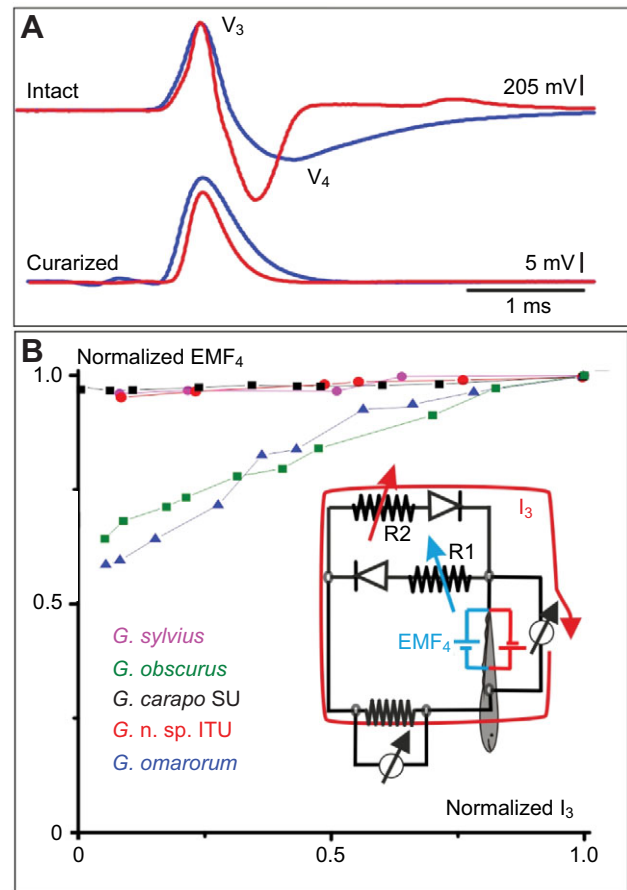 A
V3
Intact
205 mV
V4
Curarized
5 mV
1 ms
B
Normalized EMF4
1.0
I3
R2
R1
0.5
EMF4
G. sylvius
G. obscurus
G. carapo SU
G. n. sp. ITU
G. omarorum
Normalized I3
0
0
0.5
1.0